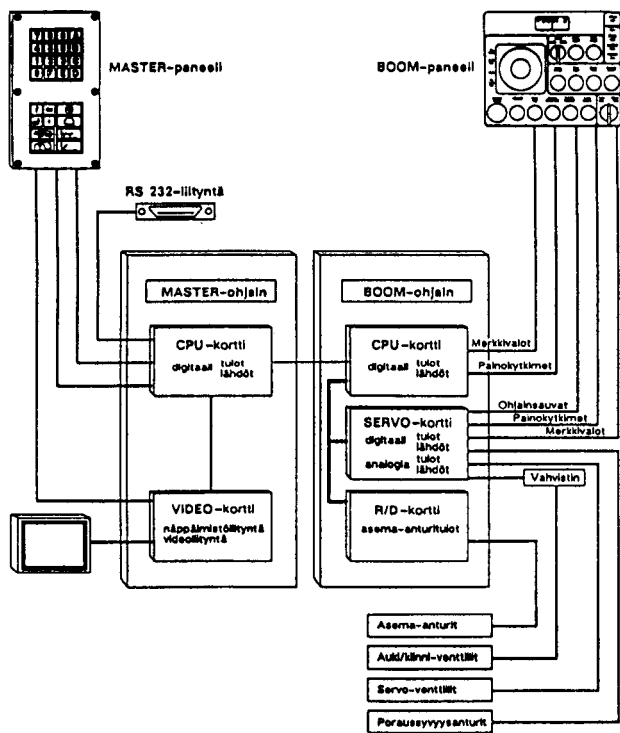 MASTER-paneeli
BOOM-paneeli
RS 232-liityntä
MASTER-ohjain
BOOM-ohjain
CPU-kortti
digitaali tulot
lähdöt
CPU-kortti
digitaali tulot
lähdöt
Merkkivalot
Painokytkimet
SERVO-kortti
digitaali tulot
lähdöt
analogia tulot
lähdöt
Ohjainsauvat
Painokytkimet
Merkkivalot
Vahvistin
VIDEO-kortti
näppäimistöliityntä
videoliityntä
R/D-kortti
asema-anturitulot
Asema-anturit
Auki/kiinni-venttiilit
Servo-venttiilit
Poraussyvyysanturit